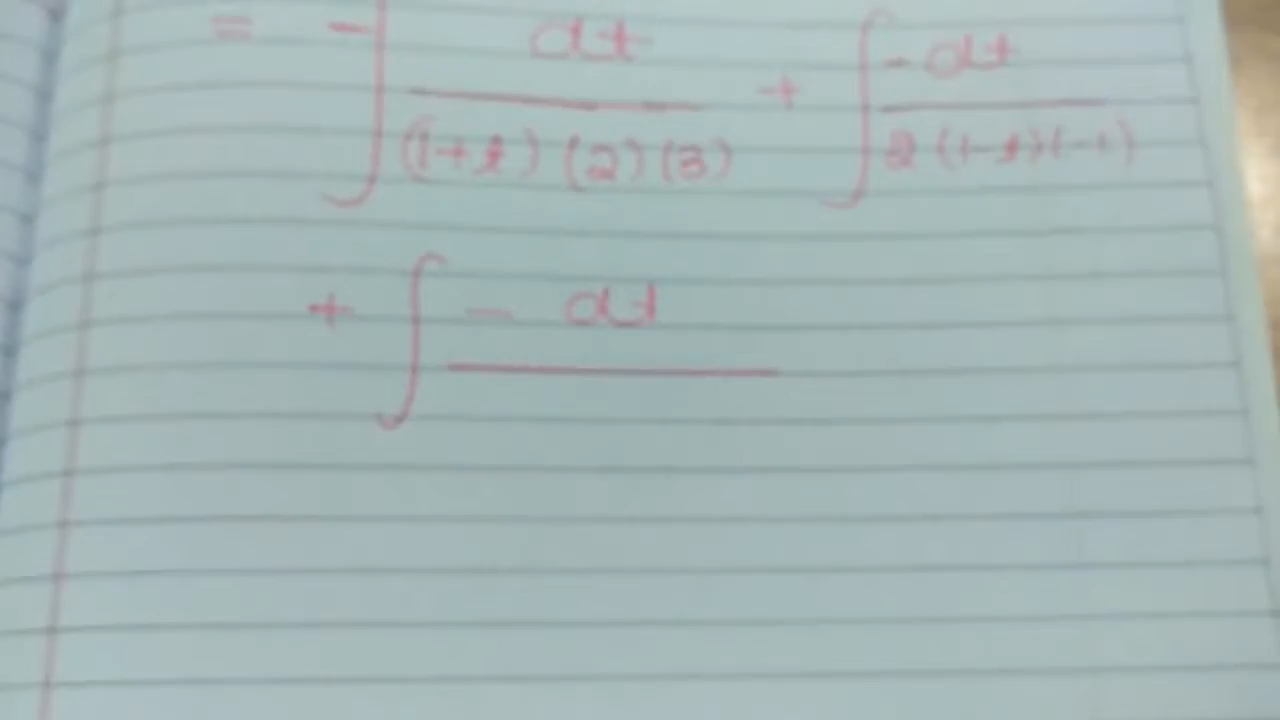 = - ∫ dt / (1+t) (2) (3) + ∫ -dt / 2 (1-t) (-1)
+ ∫ - dt